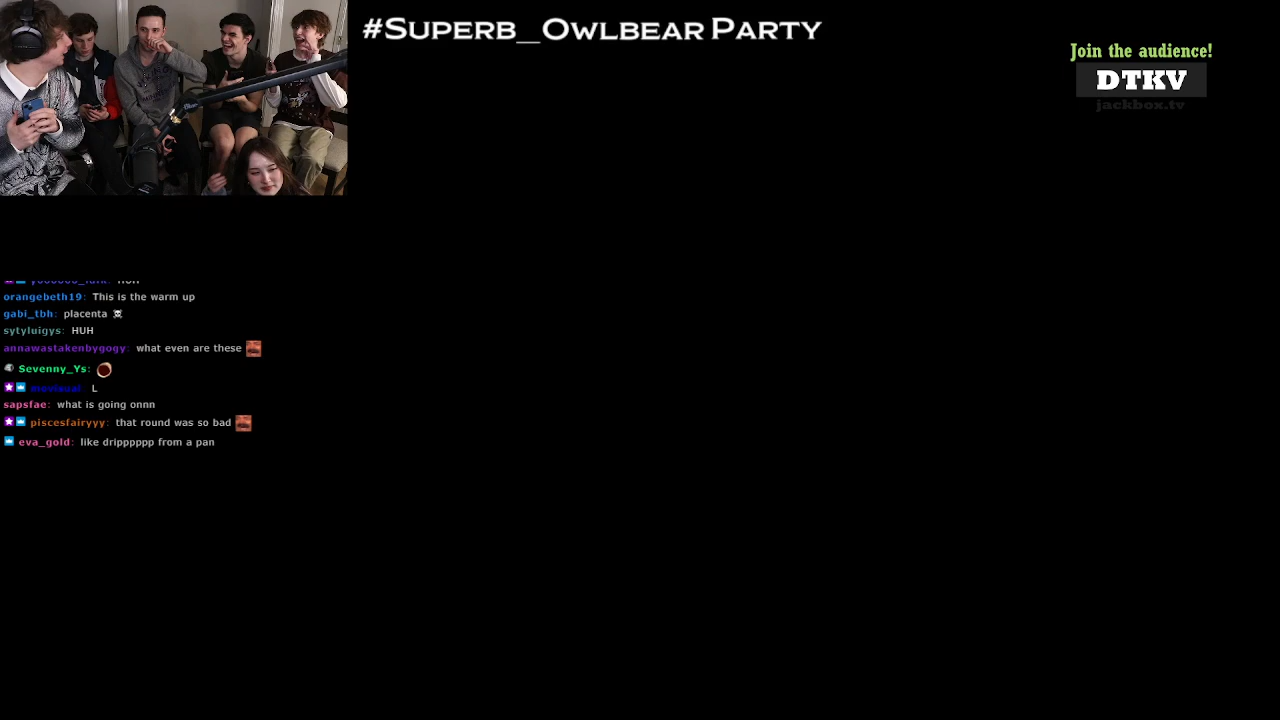 #Superb_Owlbear Party
Join the audience!
DTKV
jackbox.tv
orangebeth19: This is the warm up
gabi_tbh: placenta
sytyluigys: HUH
annawastakenbygogy: what even are these
Sevenny_Ys:
L
sapsfae: what is going onnn
piscesfairyyy: that round was so bad
eva_gold: like dripppppp from a pan